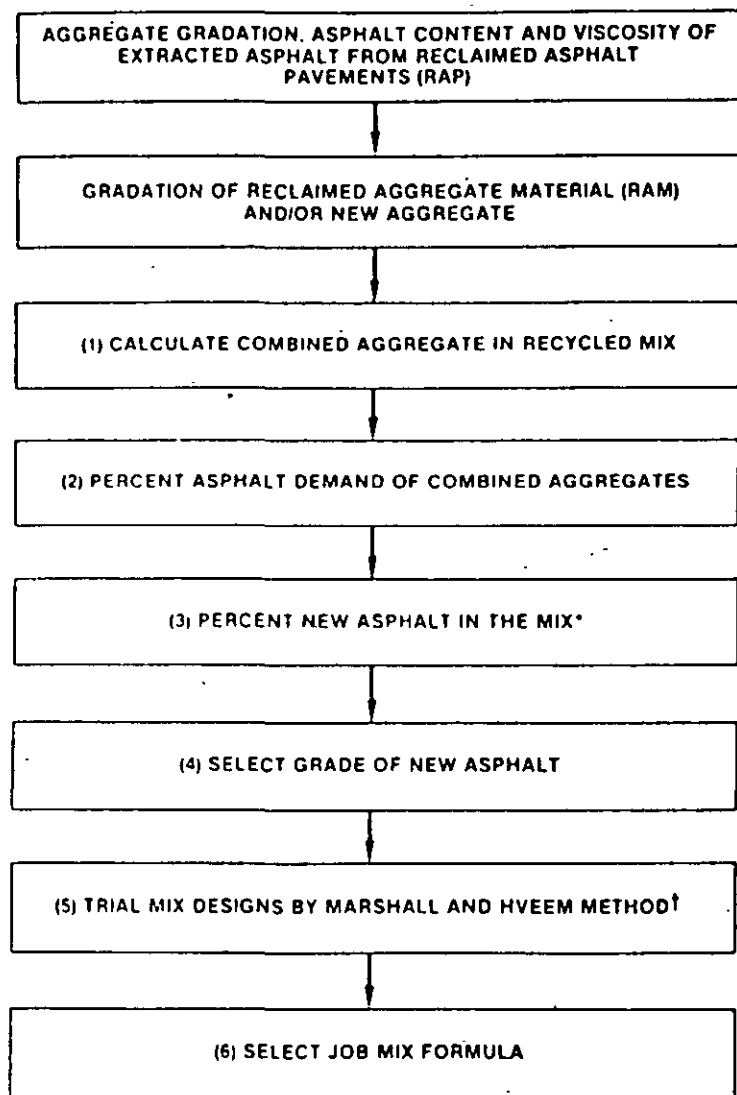 AGGREGATE GRADATION, ASPHALT CONTENT AND VISCOSITY OF
EXTRACTED ASPHALT FROM RECLAIMED ASPHALT
PAVEMENTS (RAP)
GRADATION OF RECLAIMED AGGREGATE MATERIAL (RAM)
AND/OR NEW AGGREGATE
(1) CALCULATE COMBINED AGGREGATE IN RECYCLED MIX
(2) PERCENT ASPHALT DEMAND OF COMBINED AGGREGATES
(3) PERCENT NEW ASPHALT IN THE MIX*
(4) SELECT GRADE OF NEW ASPHALT
(5) TRIAL MIX DESIGNS BY MARSHALL AND HVEEM METHOD†
(6) SELECT JOB MIX FORMULA